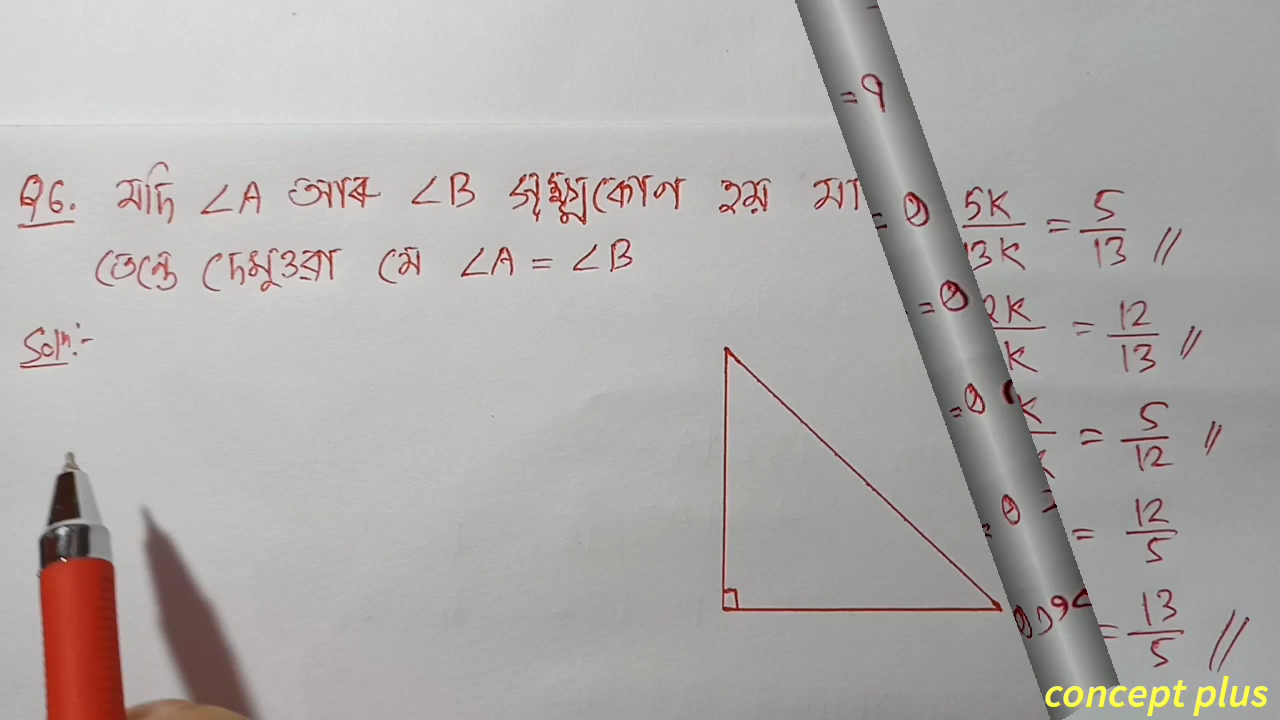 Q6. যদি ∠A আৰু ∠B সূক্ষ্মকোণ হয়
তেন্তে দেখুওৱা যে ∠A = ∠B
Soln:-
5K = 5/13 //
13K
= 12/13 //
K
= 5/12 //
= 12/5
= 13/5 //
concept plus